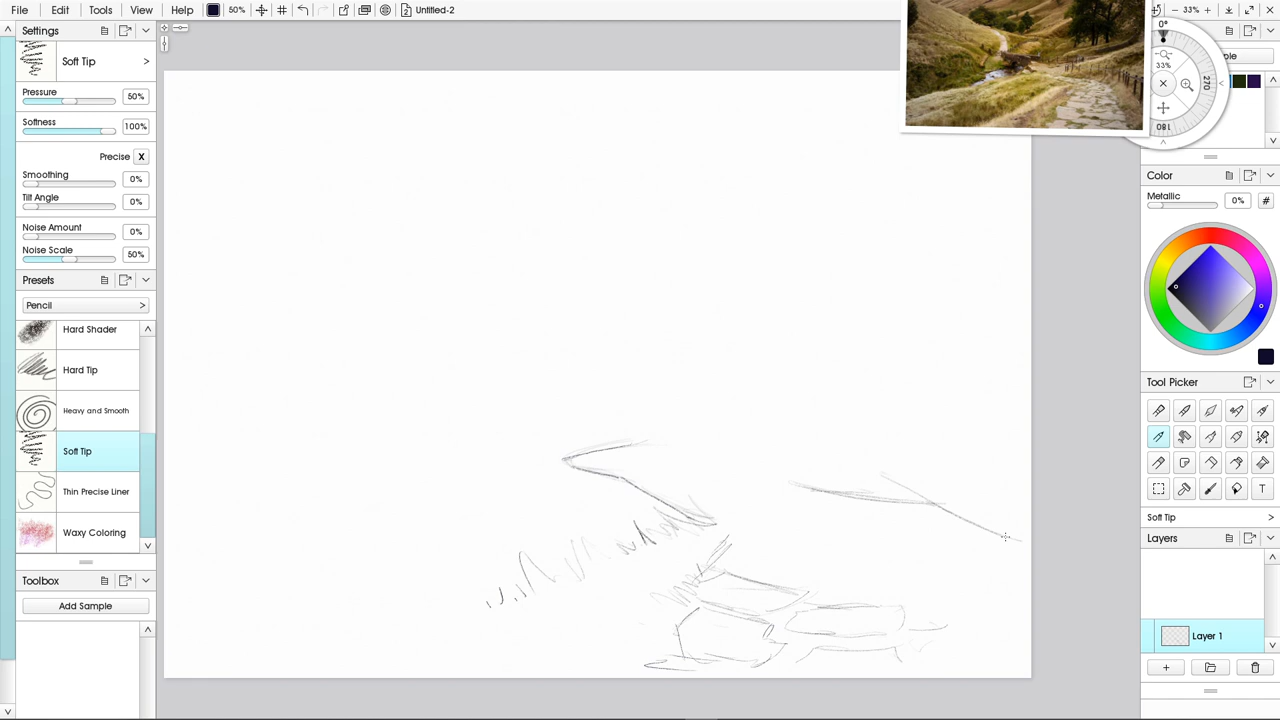 File Edit Tools View Help 50% Untitled-2 33%
Settings
Soft Tip >
Pressure 50%
Softness 100%
Precise X
Smoothing 0%
Tilt Angle 0%
Noise Amount 0%
Noise Scale 50%
Presets
Pencil >
Hard Shader
Hard Tip
Heavy and Smooth
Soft Tip
Thin Precise Liner
Waxy Coloring
Toolbox
Add Sample
0°
33%
270
180
Color
Metallic 0% #
Tool Picker
T
Soft Tip
Layers
Layer 1